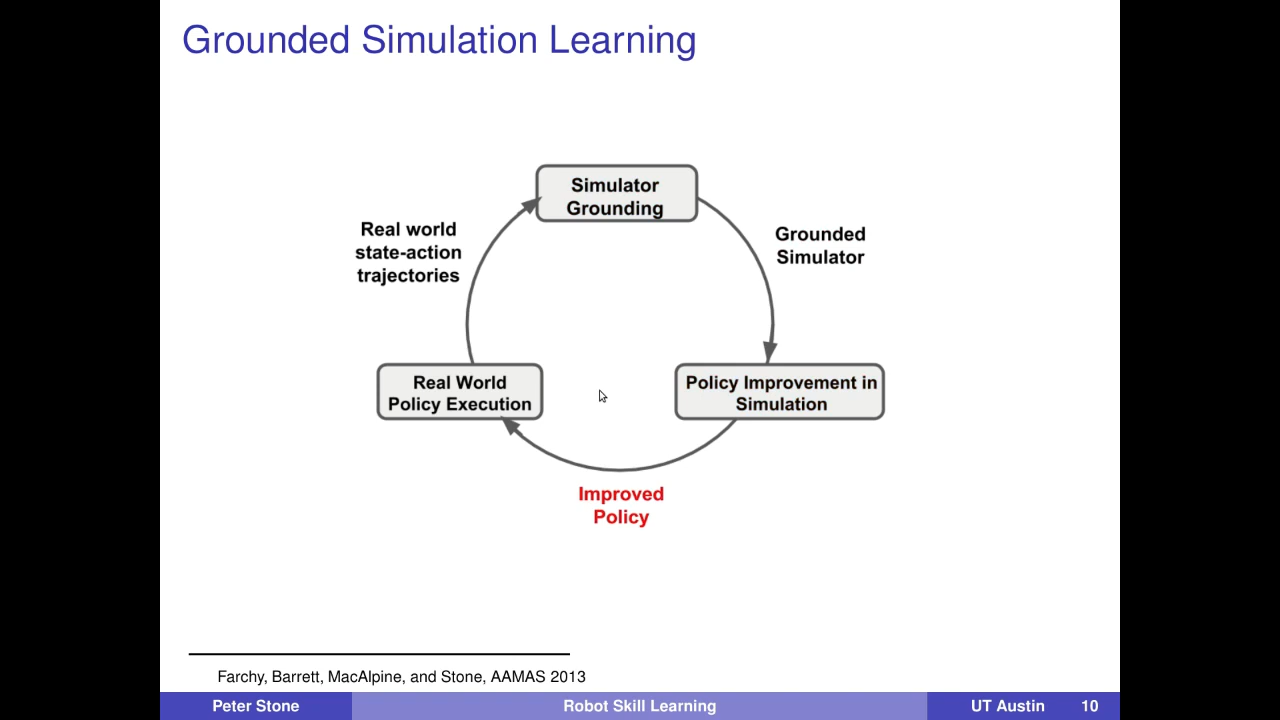 Grounded Simulation Learning
Simulator
Grounding
Real world
state-action
trajectories
Grounded
Simulator
Real World
Policy Execution
Policy Improvement in
Simulation
Improved
Policy
Farchy, Barrett, MacAlpine, and Stone, AAMAS 2013
Peter Stone
Robot Skill Learning
UT Austin
10